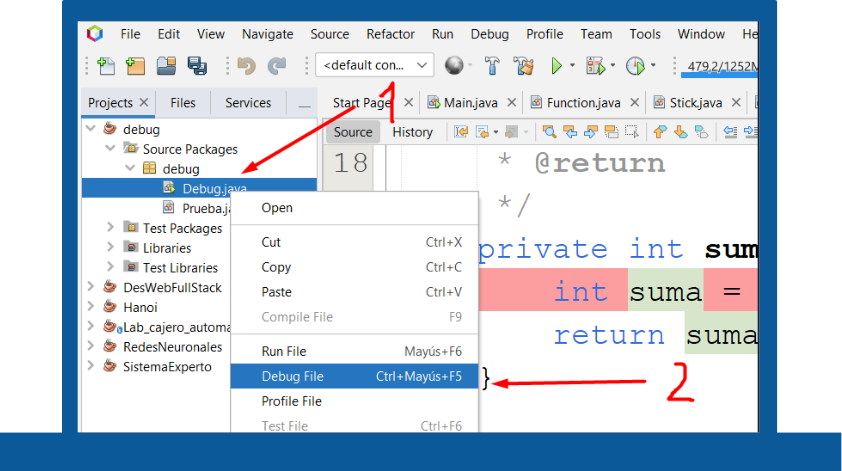 File Edit View Navigate Source Refactor Run Debug Profile Team Tools Window He
<default con... 479,2/1252M
Projects Files Services Start Page Main.java Function.java Stick.java
1
debug Source History
Source Packages
18 * @return
debug
Debug.java
Prueba.ja
Open
*/
Test Packages
Libraries
Cut Ctrl+X
private int sum
Test Libraries
Copy Ctrl+C
DesWebFullStack
Paste Ctrl+V
int suma =
Hanoi
Compile File F9
Lab_cajero_automa
return suma
RedesNeuronales
Run File Mayús+F6
SistemaExperto
Debug File Ctrl+Mayús+F5
}
2
Profile File
Test File Ctrl+F6